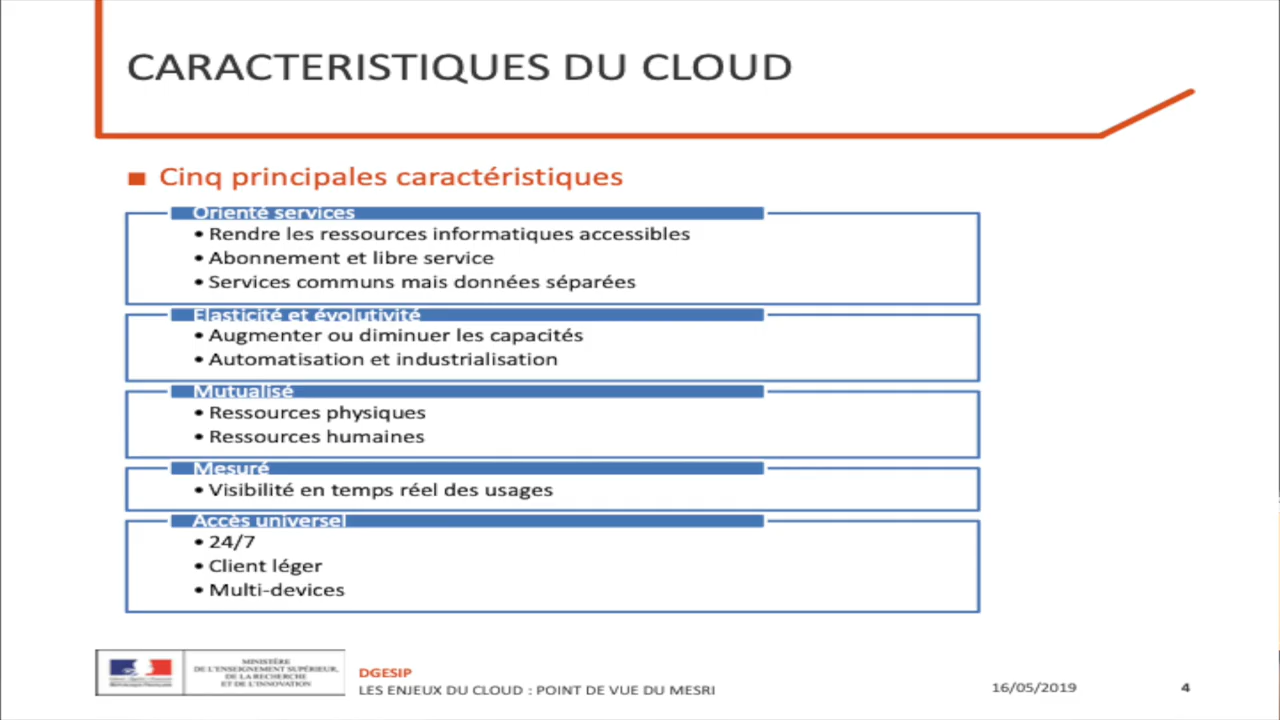 CARACTERISTIQUES DU CLOUD
Cinq principales caractéristiques
Orienté services
• Rendre les ressources informatiques accessibles
• Abonnement et libre service
• Services communs mais données séparées
Elasticité et évolutivité
• Augmenter ou diminuer les capacités
• Automatisation et industrialisation
Mutualisé
• Ressources physiques
• Ressources humaines
Mesuré
• Visibilité en temps réel des usages
Accès universel
• 24/7
• Client léger
• Multi-devices
MINISTÈRE
DE L'ENSEIGNEMENT SUPÉRIEUR,
DE LA RECHERCHE
ET DE L'INNOVATION
DGESIP
LES ENJEUX DU CLOUD : POINT DE VUE DU MESRI
16/05/2019
4